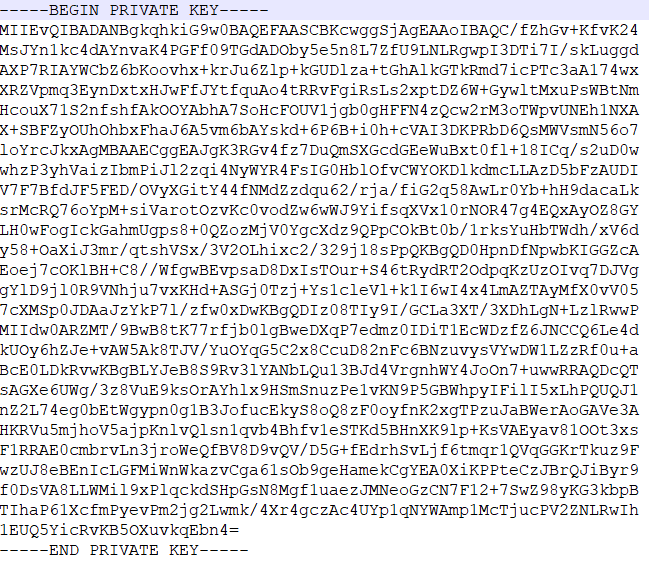 -----BEGIN PRIVATE KEY-----
MIIEvQIBADANBgkqhkiG9w0BAQEFAASCBKcwggSjAgEAAoIBAQC/fZhGv+KfvK24
MsJYn1kc4dAYnvaK4PGFf09TGdADOby5e5n8L7ZfU9LNLRgwpI3DTi7I/skLuggd
AXP7RIAYWCbZ6bKoovhx+krJu6Zlp+kGUDlza+tGhAlkGTkRmd7icPTc3aA174wx
XRZVpmq3EynDxtxHJwFfJYtfquAo4tRRvFgiRsLs2xptDZ6W+GywltMxuPsWBtNm
HcouX71S2nfshfAkOOYAbhA7SoHcFOUV1jgb0gHFFN4zQcw2rM3oTWpvUNEh1NXA
X+SBFZyOUhOhbxFhaJ6A5vm6bAYskd+6P6B+i0h+cVAI3DKPRbD6QsMWVsmN56o7
loYrcJkxAgMBAAECggEAJgK3RGv4fz7DuQmSXGcdGEeWuBxt0fl+18ICq/s2uD0w
whzP3yhVaizIbmPiJl2zqi4NyWYR4FsIG0HblOfvCWYOKDlkdmcLLAzD5bFzAUDI
V7F7BfdJF5FED/OVyXGitY44fNMdZzdqu62/rja/fiG2q58AwLr0Yb+hH9dacaLk
srMcRQ76oYpM+siVarotOzvKc0vodZw6wWJ9YifsqXVx10rNOR47g4EQxAyOZ8GY
LH0wFogIckGahmUgps8+0QZozMjV0YgcXdz9QPpCOkBt0b/1rksYuHbTWdh/xV6d
y58+OaXiJ3mr/qtshVSx/3V2OLhixc2/329j18sPpQKBgQD0HpnDfNpwbKIGGZcA
Eoej7cOKlBH+C8//WfgwBEvpsaD8DxIsTOur+S46tRydRT2OdpqKzUzOIvq7DJVg
gYlD9jl0R9VNhju7vxKHd+ASGj0Tzj+Ys1cleVl+k1I6wI4x4LmAZTAyMfX0vV05
7cXMSp0JDAaJzYkP7l/zfw0xDwKBgQDIz08TIy9I/GCLa3XT/3XDhLgN+LzlRwwP
MIIdw0ARZMT/9BwB8tK77rfjb0lgBweDXqP7edmz0IDiT1EcWDzfZ6JNCCQ6Le4d
kUOy6hZJe+vAW5Ak8TJV/YuOYqG5C2x8CcuD82nFc6BNzuvysVYwDW1LZzRf0u+a
BcE0LDkRvwKBgBLYJeB8S9Rv3lYANbLQu13BJd4VrgnhWY4JoOn7+uwwRRAQDcQT
sAGXe6UWg/3z8VuE9ksOrAYhlx9HSmSnuzPe1vKN9P5GBWhpyIFilI5xLhPQUQJ1
nZ2L74eg0bEtWgypn0g1B3JofucEkyS8oQ8zF0oyfnK2xgTPzuJaBWerAoGAVe3A
HKRVu5mjhoV5ajpKnlvQlsn1qvb4Bhfv1eSTKd5BHnXK9lp+KsVAEyav81OOt3xs
F1RRAE0cmbrvLn3jroWeQfBV8D9vQV/D5G+fEdrhSvLjf6tmqr1QVqGGKrTkuz9F
wzUJ8eBEnIcLGFMiWnWkazvCga61sOb9geHamekCgYEA0XiKPPteCzJBrQJiByr9
f0DsVA8LLWMil9xPlqckdSHpGsN8Mgf1uaezJMNeoGzCN7F12+7SwZ98yKG3kbpB
TIhaP61XcfmPyevPm2jg2Lwmk/4Xr4gczAc4UYp1qNYWAmp1McTjucPV2ZNLRwIh
1EUQ5YicRvKB5OXuvkqEbn4=
-----END PRIVATE KEY-----